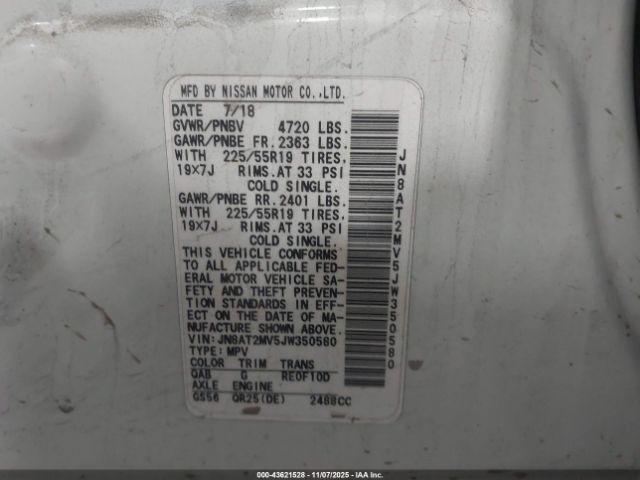 MFD BY NISSAN MOTOR CO.,LTD.
DATE 7/18
GVWR/PNBV 4720 LBS.
GAWR/PNBE FR. 2363 LBS.
WITH 225/55R19 TIRES,
19X7J RIMS.AT 33 PSI
COLD SINGLE.
GAWR/PNBE RR. 2401 LBS.
WITH 225/55R19 TIRES,
19X7J RIMS.AT 33 PSI
COLD SINGLE.
THIS VEHICLE CONFORMS
TO ALL APPLICABLE FED-
ERAL MOTOR VEHICLE SA-
FETY AND THEFT PREVEN-
TION STANDARDS IN EFF-
ECT ON THE DATE OF MA-
NUFACTURE SHOWN ABOVE.
VIN:JN8AT2MV5JW350580
TYPE:MPV
COLOR TRIM TRANS
QAB G RE0F10D
AXLE ENGINE
GS56 QR25(DE) 2488CC
JN8AT2MV5JW350580
000-43621528 - 11/07/2025 - IAAI.CA